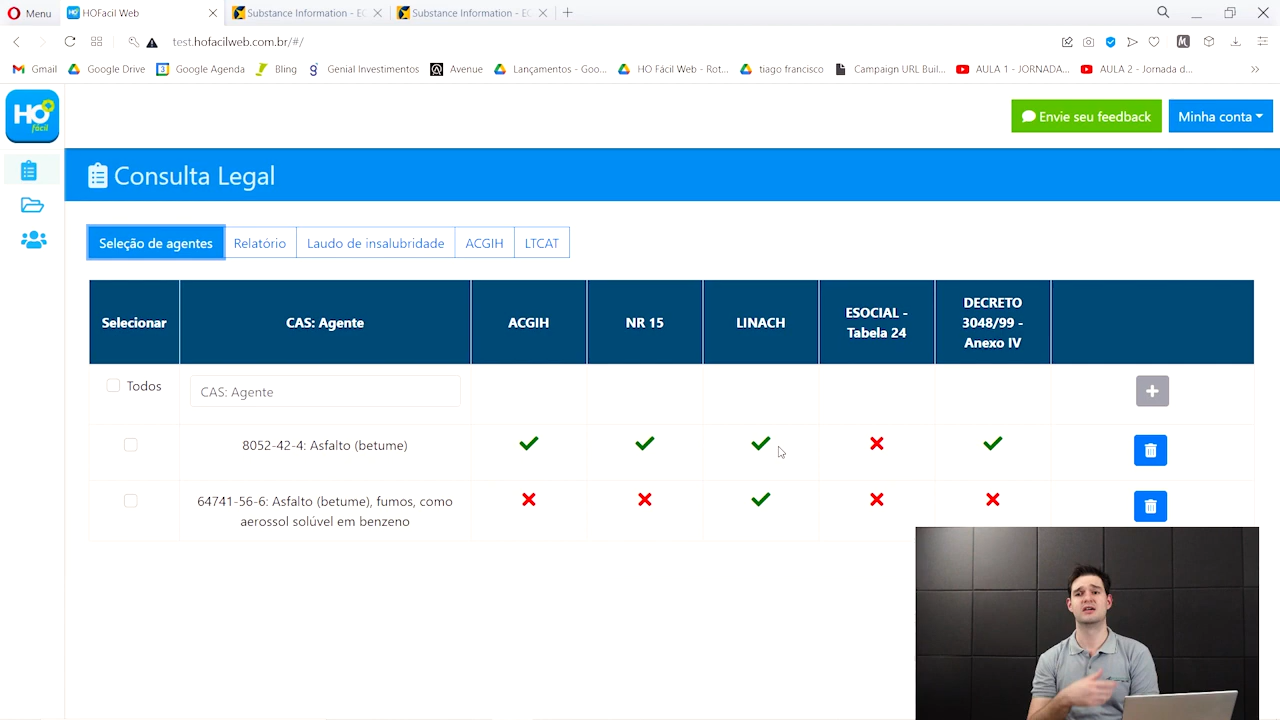 Menu
HOFacil Web
Substance Information - EC
Substance Information - EC
test.hofacilweb.com.br/#/
Gmail
Google Drive
Google Agenda
Bling
Genial Investimentos
Avenue
Lançamentos - Goo...
HO Fácil Web - Rot...
tiago francisco
Campaign URL Buil...
AULA 1 - JORNADA...
AULA 2 - Jornada d...
HO
fácil
Envie seu feedback
Minha conta
Consulta Legal
Seleção de agentes
Relatório
Laudo de insalubridade
ACGIH
LTCAT
Selecionar
CAS: Agente
ACGIH
NR 15
LINACH
ESOCIAL -
Tabela 24
DECRETO
3048/99 -
Anexo IV
Todos
CAS: Agente
8052-42-4: Asfalto (betume)
64741-56-6: Asfalto (betume), fumos, como
aerossol solúvel em benzeno